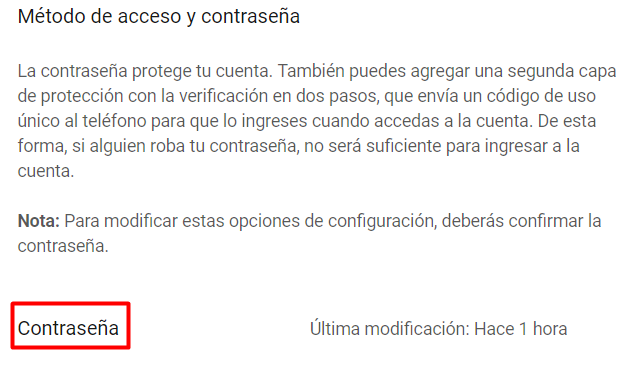 Método de acceso y contraseña
La contraseña protege tu cuenta. También puedes agregar una segunda capa
de protección con la verificación en dos pasos, que envía un código de uso
único al teléfono para que lo ingreses cuando accedas a la cuenta. De esta
forma, si alguien roba tu contraseña, no será suficiente para ingresar a la
cuenta.
Nota: Para modificar estas opciones de configuración, deberás confirmar la
contraseña.
Contraseña Última modificación: Hace 1 hora